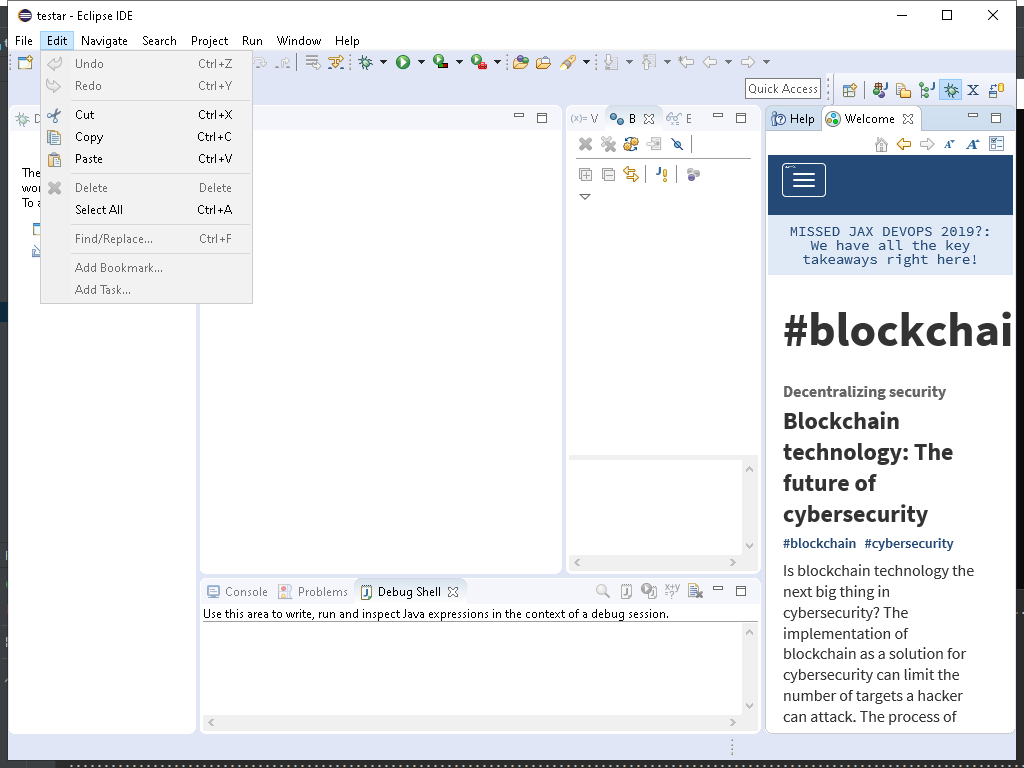 testar - Eclipse IDE
File Edit Navigate Search Project Run Window Help
Undo Ctrl+Z
Redo Ctrl+Y
Cut Ctrl+X
Copy Ctrl+C
Paste Ctrl+V
Delete Delete
Select All Ctrl+A
Find/Replace... Ctrl+F
Add Bookmark...
Add Task...
Quick Access
D
The
wor
To a
(x)= V
B
E
Help
Welcome
MISSED JAX DEVOPS 2019?:
We have all the key
takeaways right here!
#blockchai
Decentralizing security
Blockchain
technology: The
future of
cybersecurity
#blockchain #cybersecurity
Is blockchain technology the
next big thing in
cybersecurity? The
implementation of
blockchain as a solution for
cybersecurity can limit the
number of targets a hacker
can attack. The process of
Console Problems Debug Shell
Use this area to write, run and inspect Java expressions in the context of a debug session.